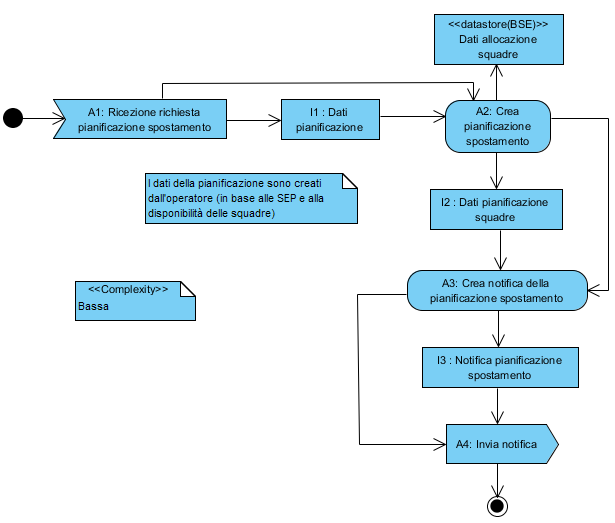 <<datastore(BSE)>>
Dati allocazione
squadre
A1: Ricezione richiesta
pianificazione spostamento
I1 : Dati
pianificazione
A2: Crea
pianificazione
spostamento
I dati della pianificazione sono creati
dall'operatore (in base alle SEP e alla
disponibilità delle squadre)
I2 : Dati pianificazione
squadre
<<Complexity>>
Bassa
A3: Crea notifica della
pianificazione spostamento
I3 : Notifica pianificazione
spostamento
A4: Invia notifica